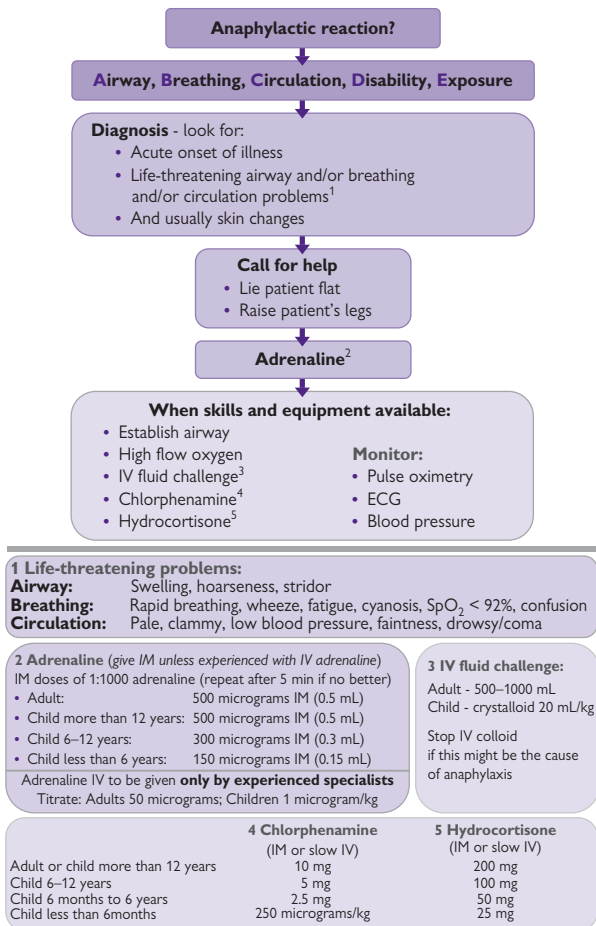 Anaphylactic reaction?
Airway, Breathing, Circulation, Disability, Exposure
Diagnosis - look for:
• Acute onset of illness
• Life-threatening airway and/or breathing
and/or circulation problems1
• And usually skin changes
Call for help
• Lie patient flat
• Raise patient's legs
Adrenaline2
When skills and equipment available:
• Establish airway
• High flow oxygen
• IV fluid challenge3
• Chlorphenamine4
• Hydrocortisone5
Monitor:
• Pulse oximetry
• ECG
• Blood pressure
1 Life-threatening problems:
Airway: Swelling, hoarseness, stridor
Breathing: Rapid breathing, wheeze, fatigue, cyanosis, SpO2 < 92%, confusion
Circulation: Pale, clammy, low blood pressure, faintness, drowsy/coma
2 Adrenaline (give IM unless experienced with IV adrenaline)
IM doses of 1:1000 adrenaline (repeat after 5 min if no better)
• Adult: 500 micrograms IM (0.5 mL)
• Child more than 12 years: 500 micrograms IM (0.5 mL)
• Child 6–12 years: 300 micrograms IM (0.3 mL)
• Child less than 6 years: 150 micrograms IM (0.15 mL)
Adrenaline IV to be given only by experienced specialists
Titrate: Adults 50 micrograms; Children 1 microgram/kg
3 IV fluid challenge:
Adult - 500–1000 mL
Child - crystalloid 20 mL/kg
Stop IV colloid
if this might be the cause
of anaphylaxis
4 Chlorphenamine 5 Hydrocortisone
(IM or slow IV) (IM or slow IV)
Adult or child more than 12 years 10 mg 200 mg
Child 6–12 years 5 mg 100 mg
Child 6 months to 6 years 2.5 mg 50 mg
Child less than 6months 250 micrograms/kg 25 mg